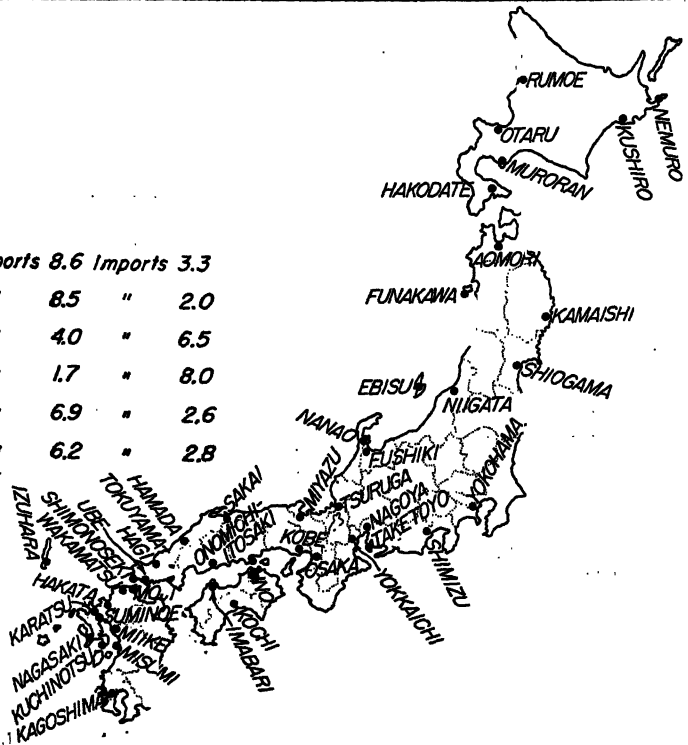 RUMOE
NEMURO
OTARU
KUSHIRO
MURORAN
HAKODATE
ports 8.6 Imports 3.3
AOMORI
8.5 " 2.0
FUNAKAWA
KAMAISHI
4.0 " 6.5
SHIOGAMA
1.7 " 8.0
EBISU
NIIGATA
6.9 " 2.6
NANAO
FUSHIKI
YOKOHAMA
6.2 " 2.8
MIYAZU
TSURUGA
SAKAI
HAMADA
TOKUYAMA
NAGOYA
TAKETOYO
IZUHARA
UBE
HAGI
ONOMICHI-
ITOSAKI
KOBE
SHIMONOSEKI
WAKAMATSU
OSAKA
SHIMIZU
YOKKAICHI
HAKATA
MOJI
UNO
KARATSU
SUMINOE
KOCHI
IMABARI
MIIKE
NAGASAKI
MISUMI
KUCHINOTSU
KAGOSHIMA